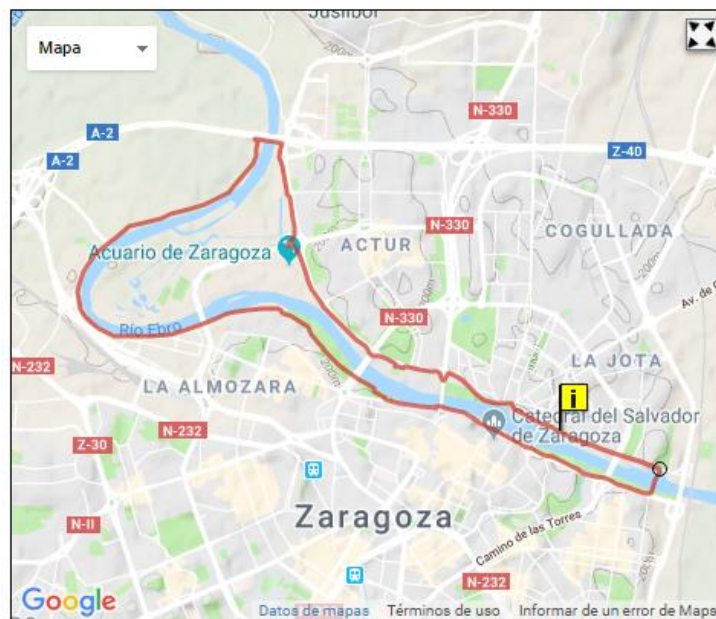 Juslibol
Mapa
N-330
A-2
A-2
Z-40
N-330
COGULLADA
ACTUR
Acuario de Zaragoza
200m
N-330
Río Ebro
LA JOTA
N-232
200m
LA ALMOZARA
i
Catedral del Salvador
de Zaragoza
N-232
Z-30
Zaragoza
N-II
Camino de las Torres
N-232
Google
Datos de mapas
Términos de uso
Informar de un error de Maps